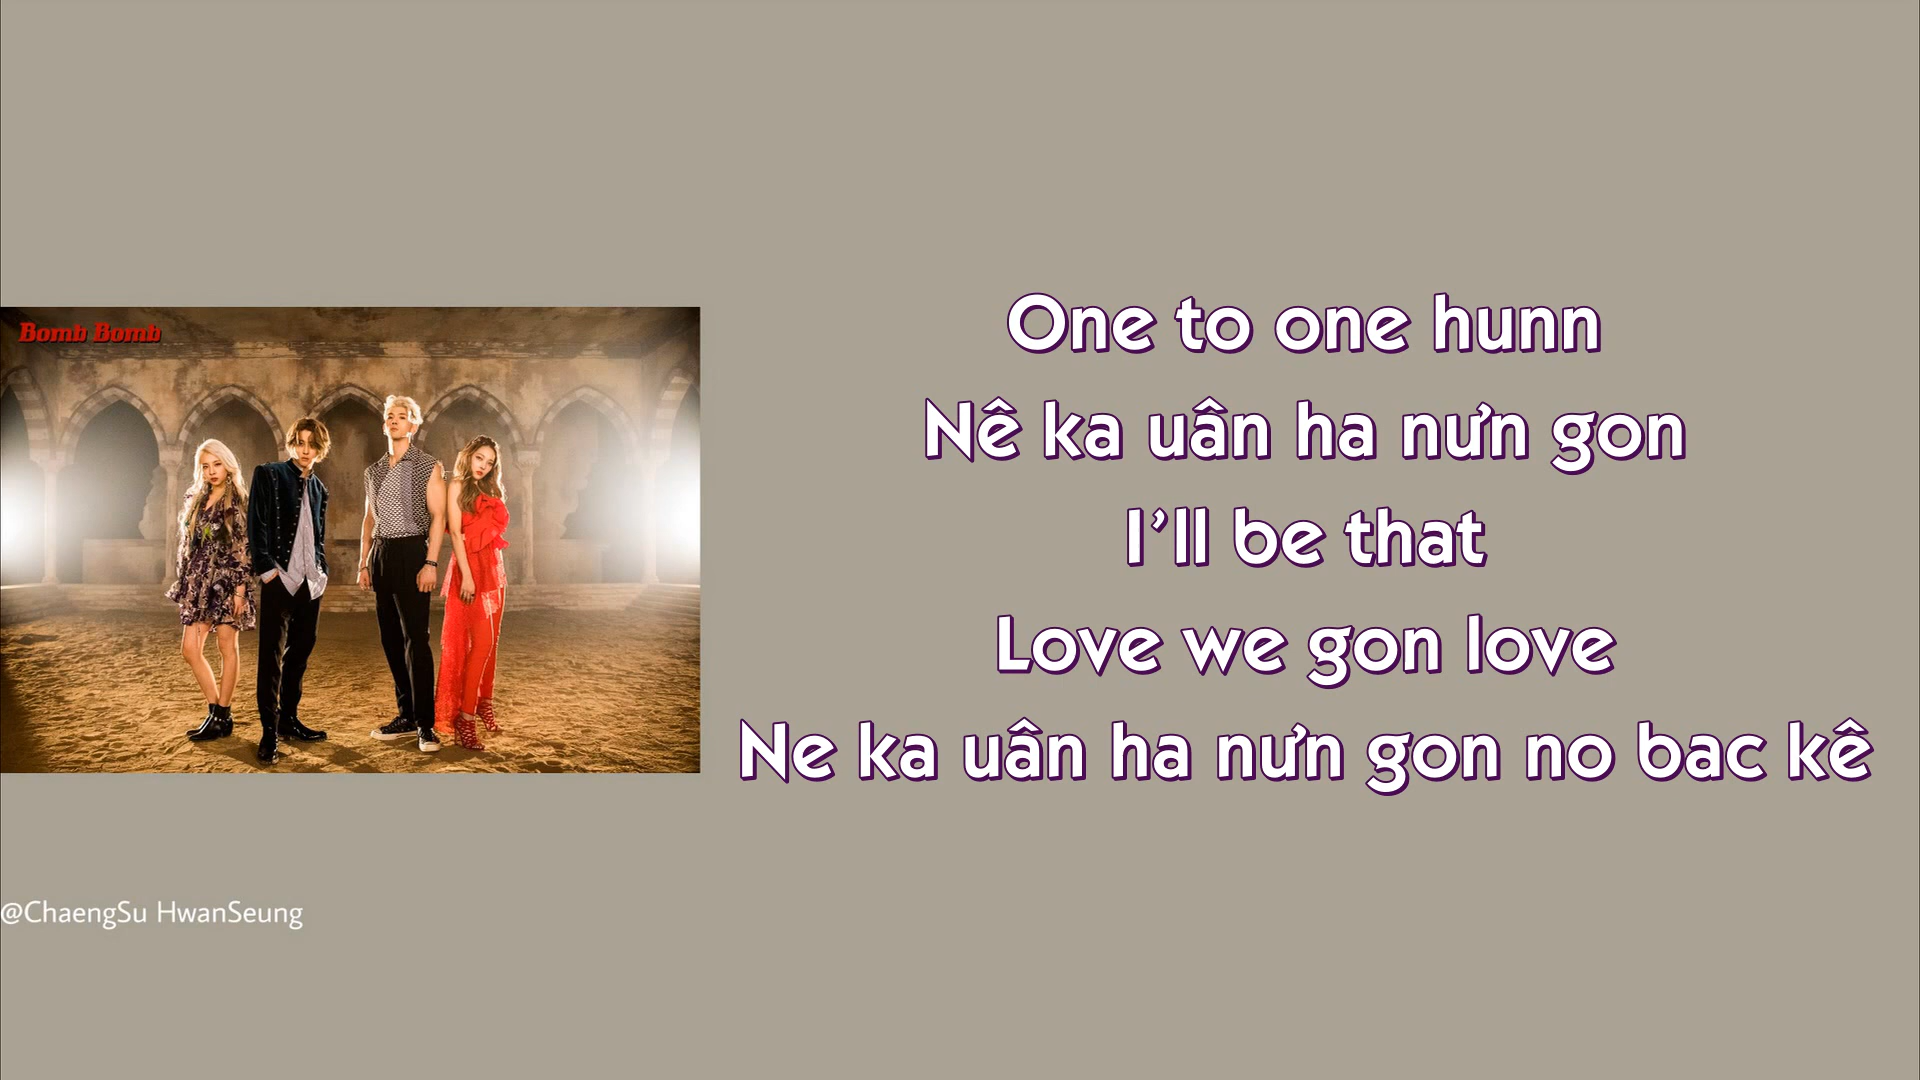 Bomb Bomb
One to one hunn
Nê ka uân ha nưn gon
I’ll be that
Love we gon love
Ne ka uân ha nưn gon no bac kê
@ChaengSu HwanSeung